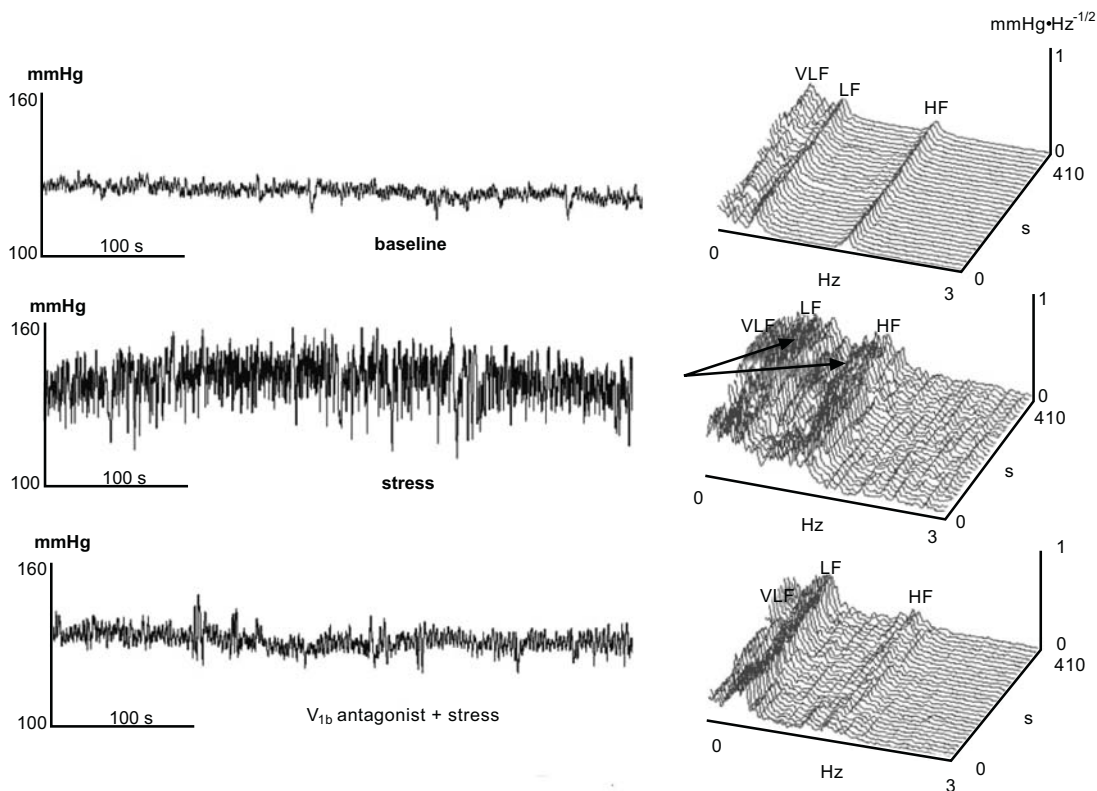 mmHg
160
100
100 s
baseline
mmHg•Hz-1/2
1
VLF
LF
HF
0
410
s
0
Hz
3
0
mmHg
160
100
100 s
stress
1
LF
VLF
HF
0
410
s
0
Hz
3
0
mmHg
160
100
100 s
V1b antagonist + stress
1
LF
VLF
HF
0
410
s
0
Hz
3
0